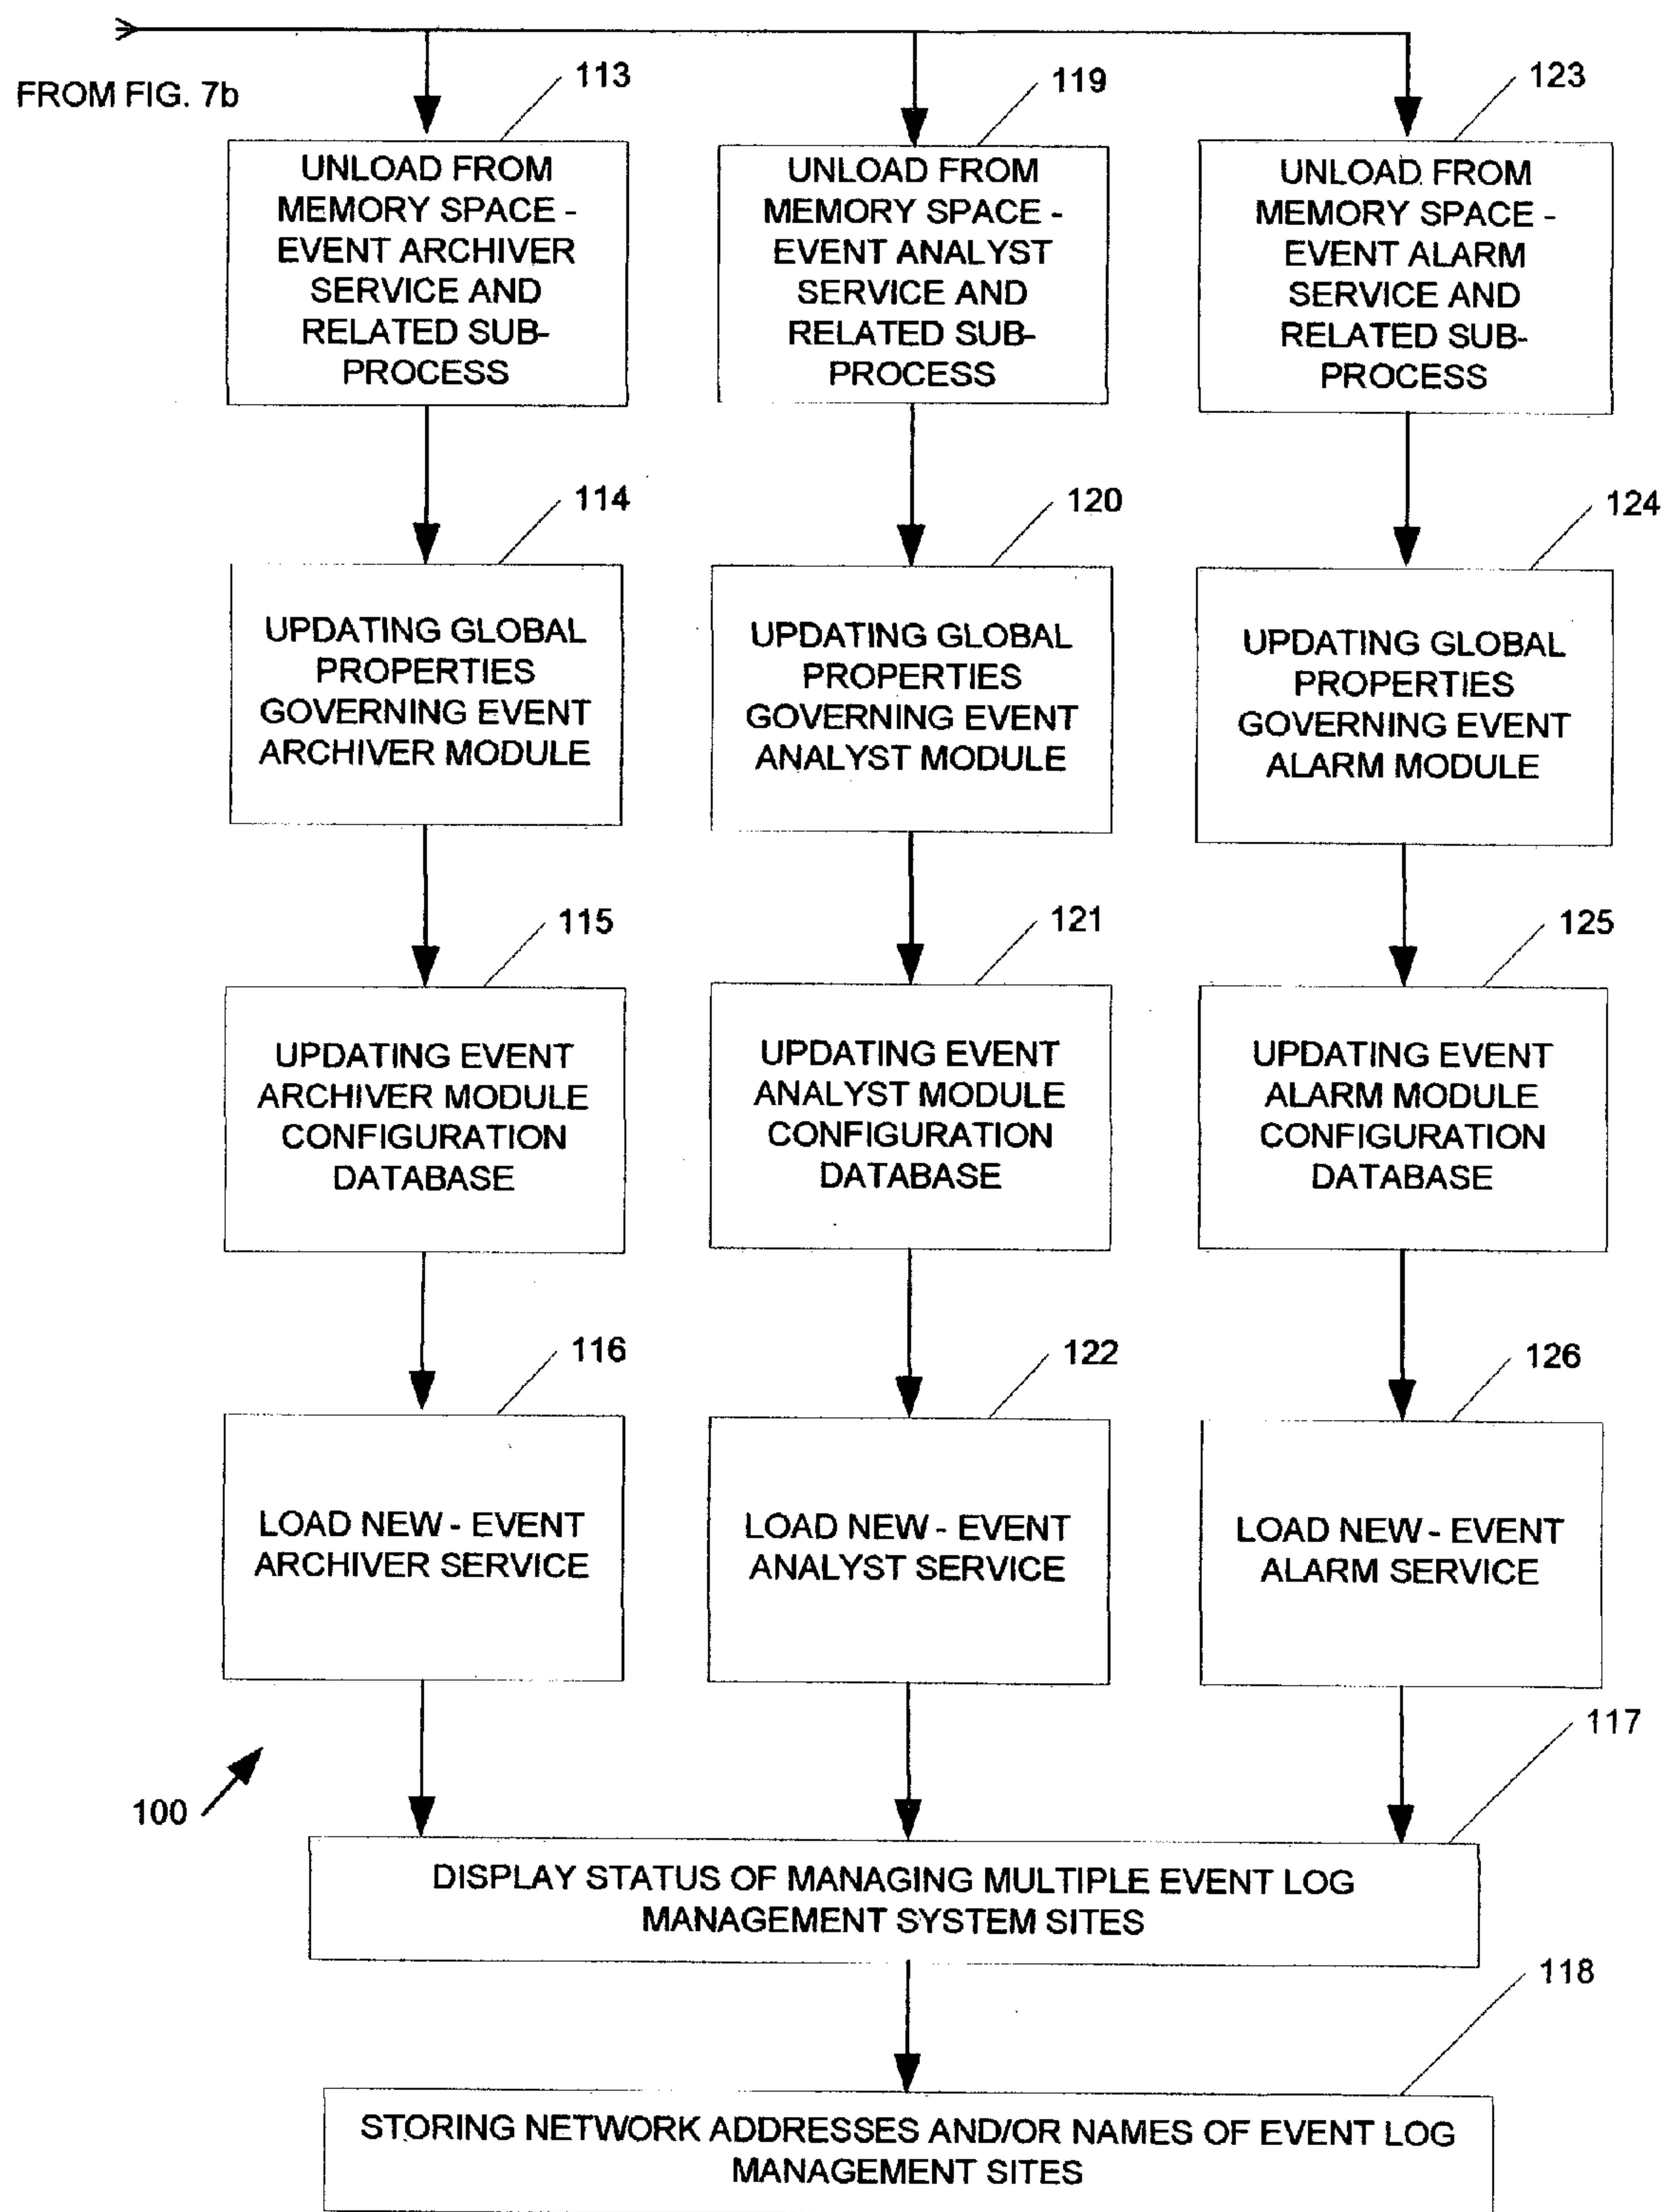 FROM FIG. 7b
113
119
123
UNLOAD FROM
MEMORY SPACE -
EVENT ARCHIVER
SERVICE AND
RELATED SUB-
PROCESS
UNLOAD FROM
MEMORY SPACE -
EVENT ANALYST
SERVICE AND
RELATED SUB-
PROCESS
UNLOAD FROM
MEMORY SPACE -
EVENT ALARM
SERVICE AND
RELATED SUB-
PROCESS
114
120
124
UPDATING GLOBAL
PROPERTIES
GOVERNING EVENT
ARCHIVER MODULE
UPDATING GLOBAL
PROPERTIES
GOVERNING EVENT
ANALYST MODULE
UPDATING GLOBAL
PROPERTIES
GOVERNING EVENT
ALARM MODULE
115
121
125
UPDATING EVENT
ARCHIVER MODULE
CONFIGURATION
DATABASE
UPDATING EVENT
ANALYST MODULE
CONFIGURATION
DATABASE
UPDATING EVENT
ALARM MODULE
CONFIGURATION
DATABASE
116
122
126
LOAD NEW - EVENT
ARCHIVER SERVICE
LOAD NEW - EVENT
ANALYST SERVICE
LOAD NEW - EVENT
ALARM SERVICE
117
100
DISPLAY STATUS OF MANAGING MULTIPLE EVENT LOG
MANAGEMENT SYSTEM SITES
118
STORING NETWORK ADDRESSES AND/OR NAMES OF EVENT LOG
MANAGEMENT SITES